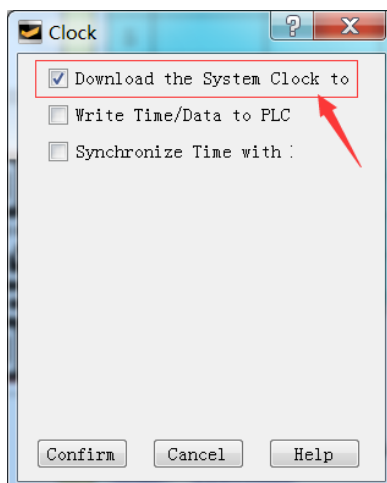 Clock
Download the System Clock to
Write Time/Data to PLC
Synchronize Time with
Confirm
Cancel
Help